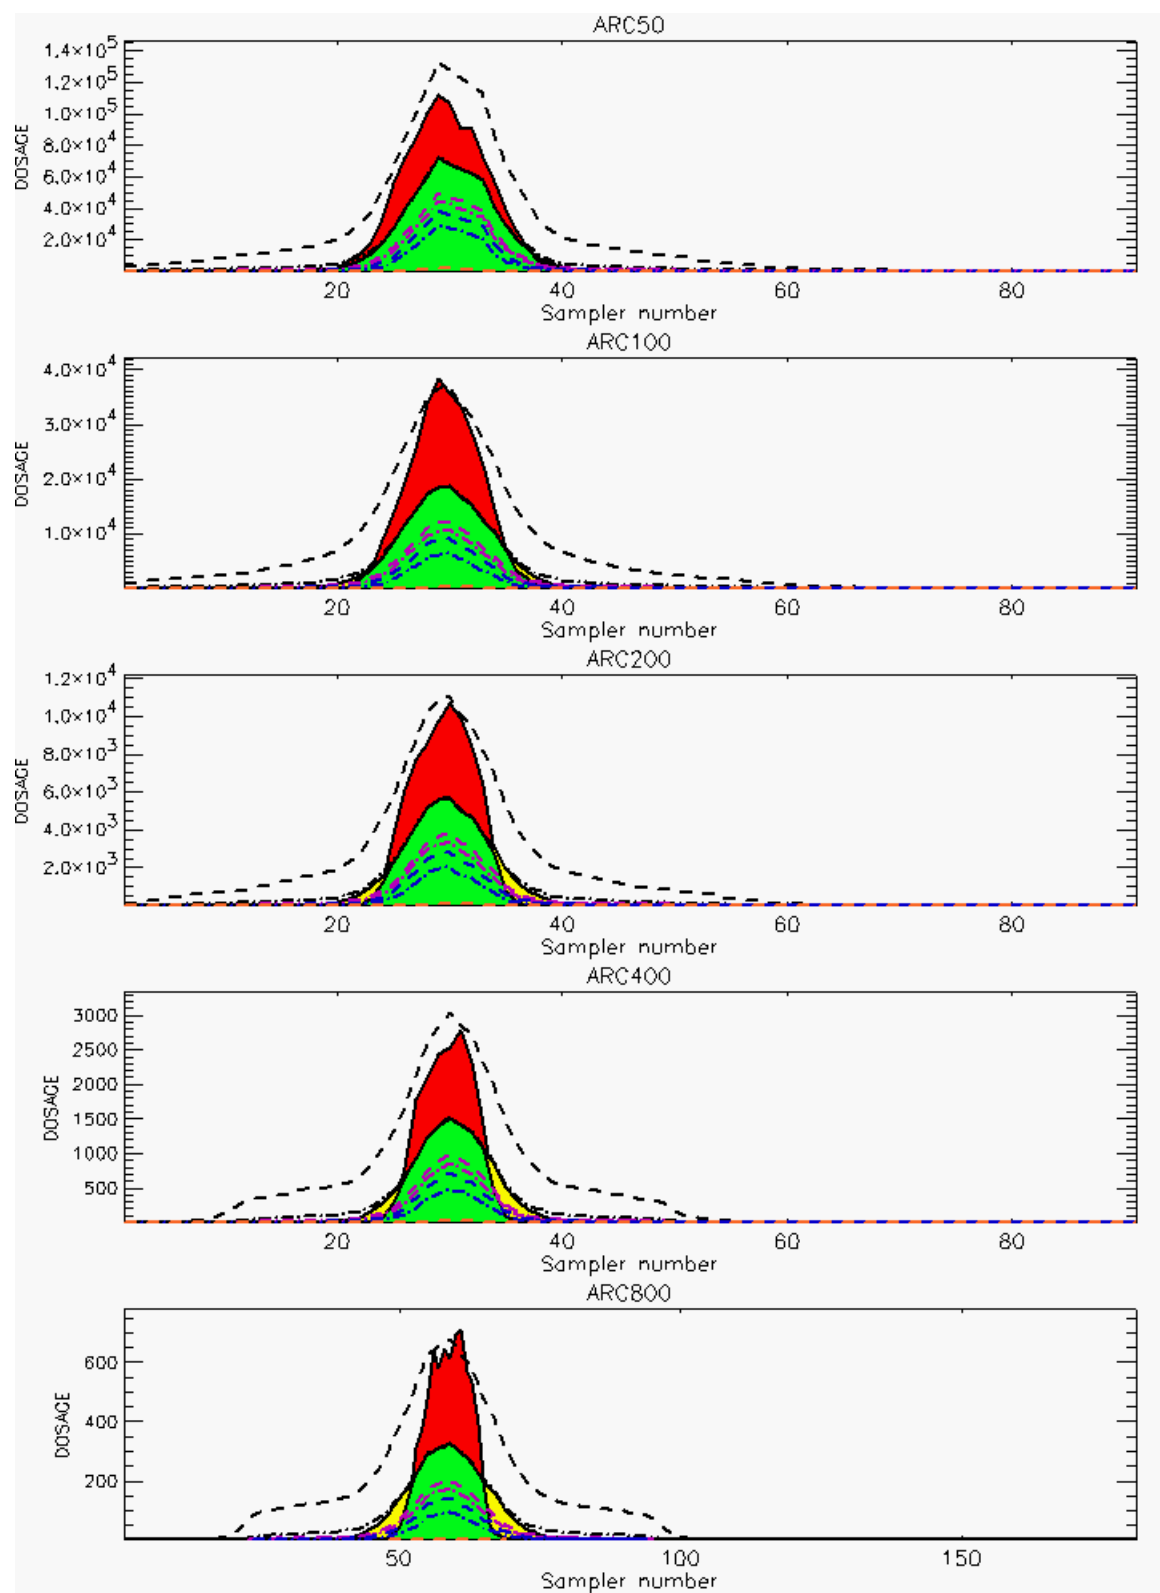 ARC50
1.4×10^5
1.2×10^5
1.0×10^5
8.0×10^4
6.0×10^4
4.0×10^4
2.0×10^4
DOSAGE
20 40 60 80
Sampler number
ARC100
4.0×10^4
3.0×10^4
2.0×10^4
1.0×10^4
DOSAGE
20 40 60 80
Sampler number
ARC200
1.2×10^4
1.0×10^4
8.0×10^3
6.0×10^3
4.0×10^3
2.0×10^3
DOSAGE
20 40 60 80
Sampler number
ARC400
3000
2500
2000
1500
1000
500
DOSAGE
20 40 60 80
Sampler number
ARC800
600
400
200
DOSAGE
50 100 150
Sampler number